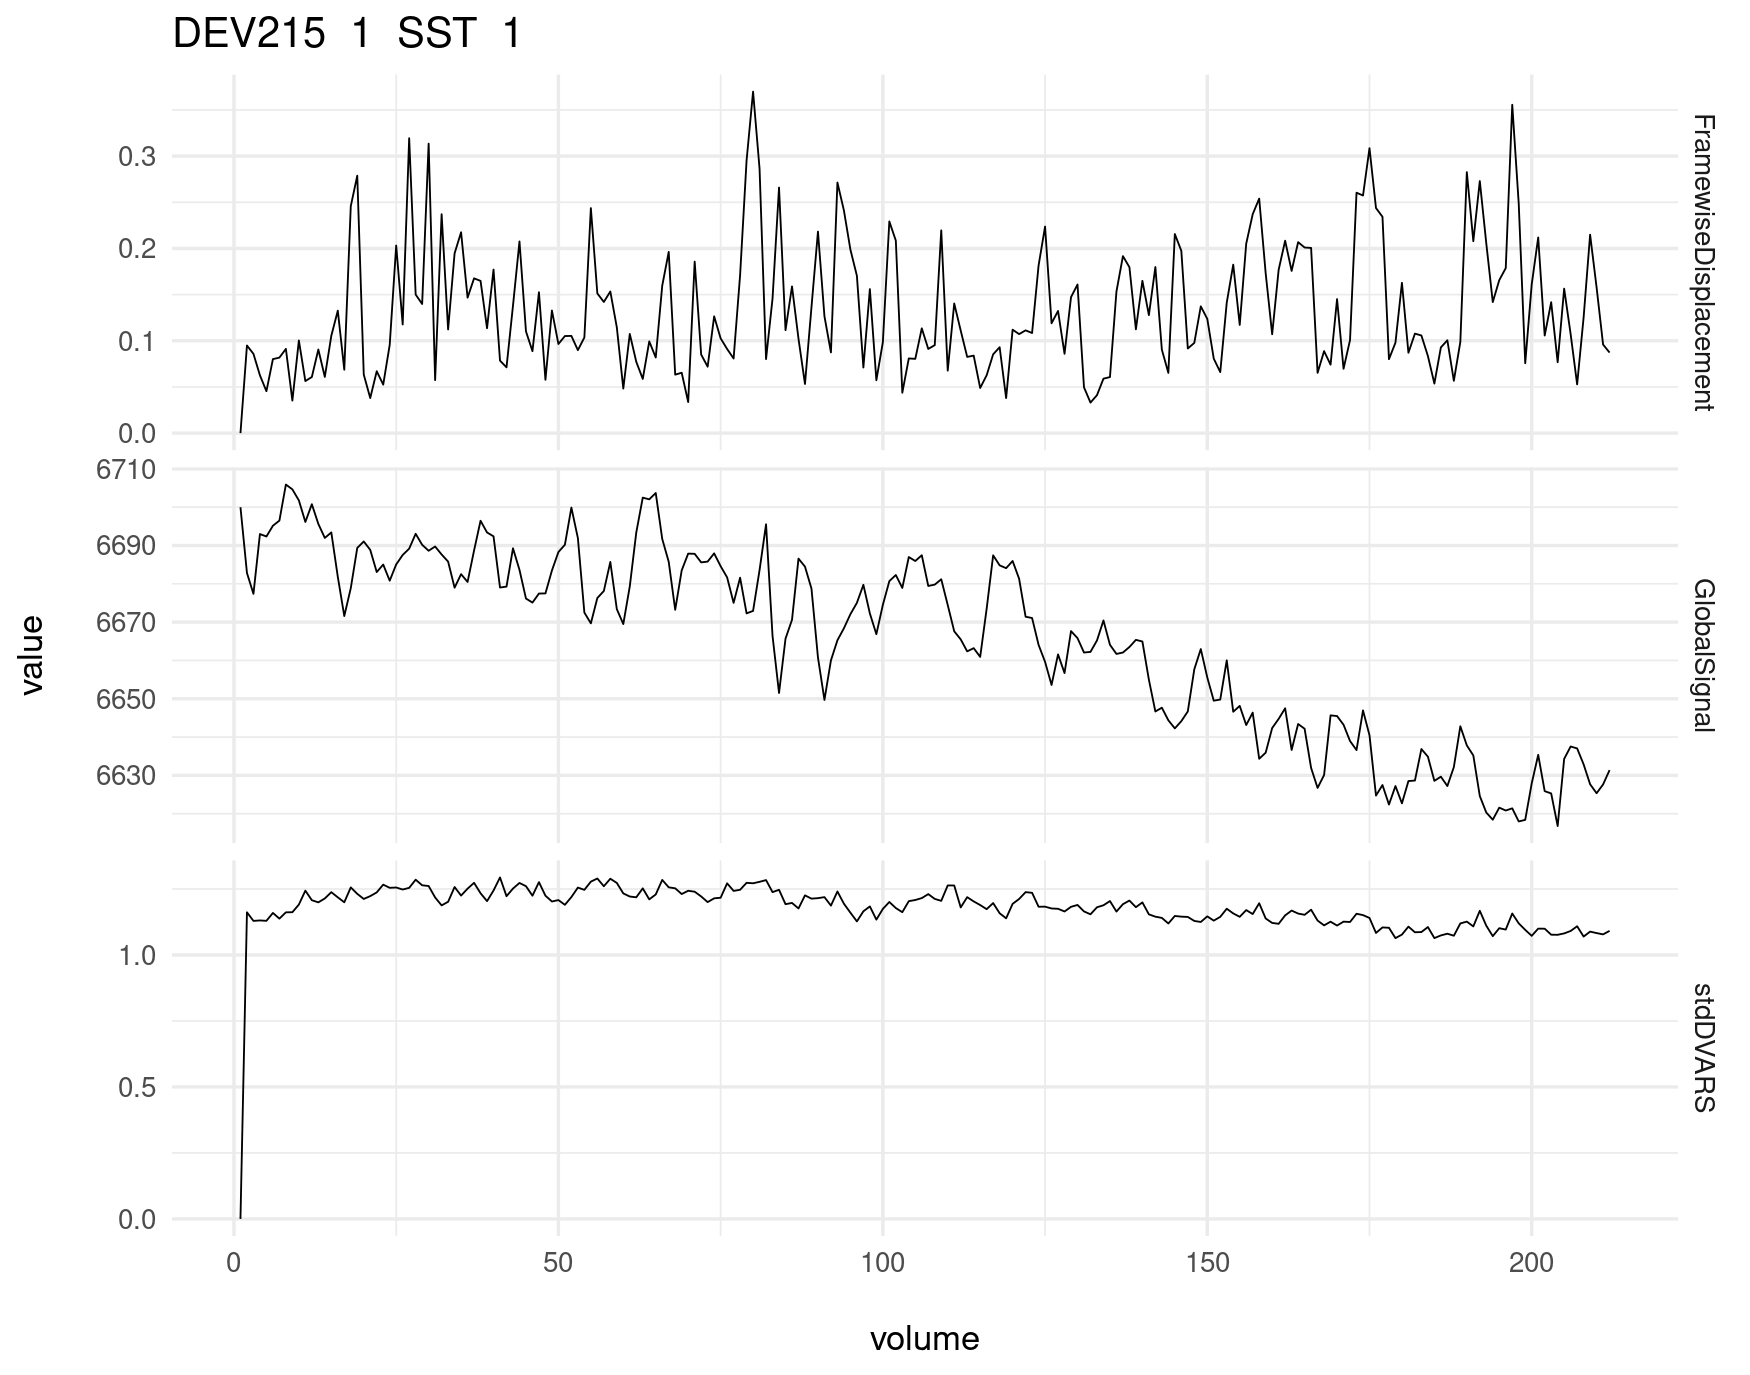 DEV215 1 SST 1
0.3
0.2
0.1
0.0
FramewiseDisplacement
6710
6690
6670
6650
6630
GlobalSignal
value
1.0
0.5
0.0
stdDVARS
0 50 100 150 200
volume